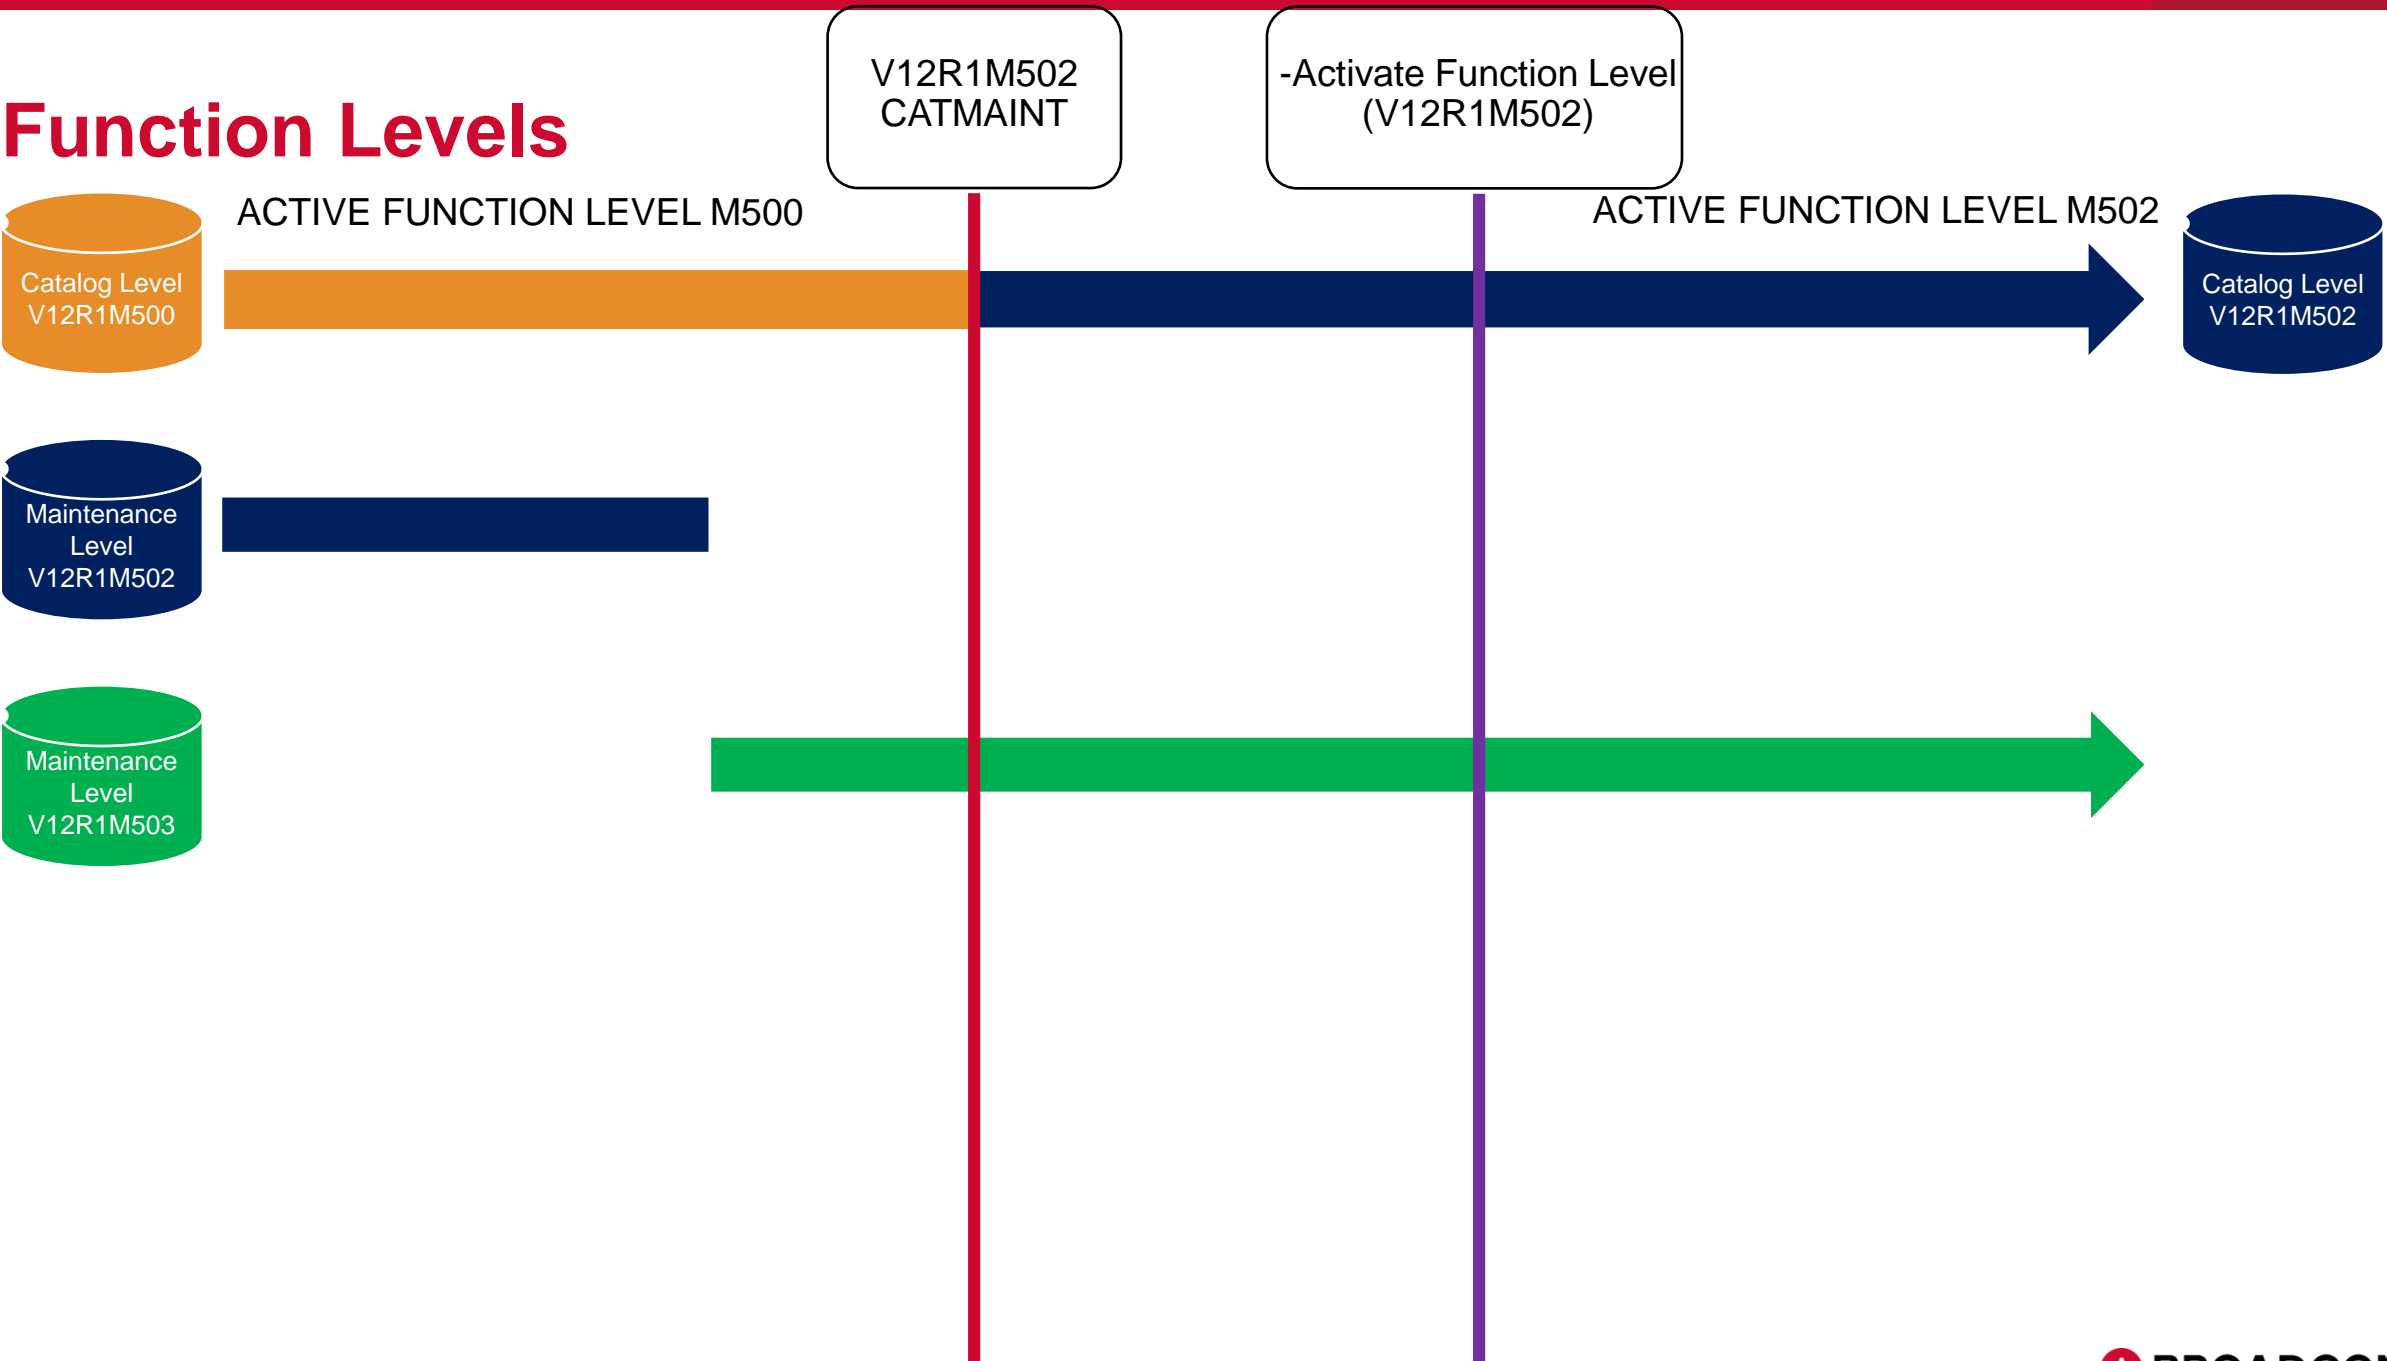 V12R1M502
CATMAINT
-Activate Function Level
(V12R1M502)
Function Levels
ACTIVE FUNCTION LEVEL M500
ACTIVE FUNCTION LEVEL M502
Catalog Level
V12R1M500
Catalog Level
V12R1M502
Maintenance
Level
V12R1M502
Maintenance
Level
V12R1M503